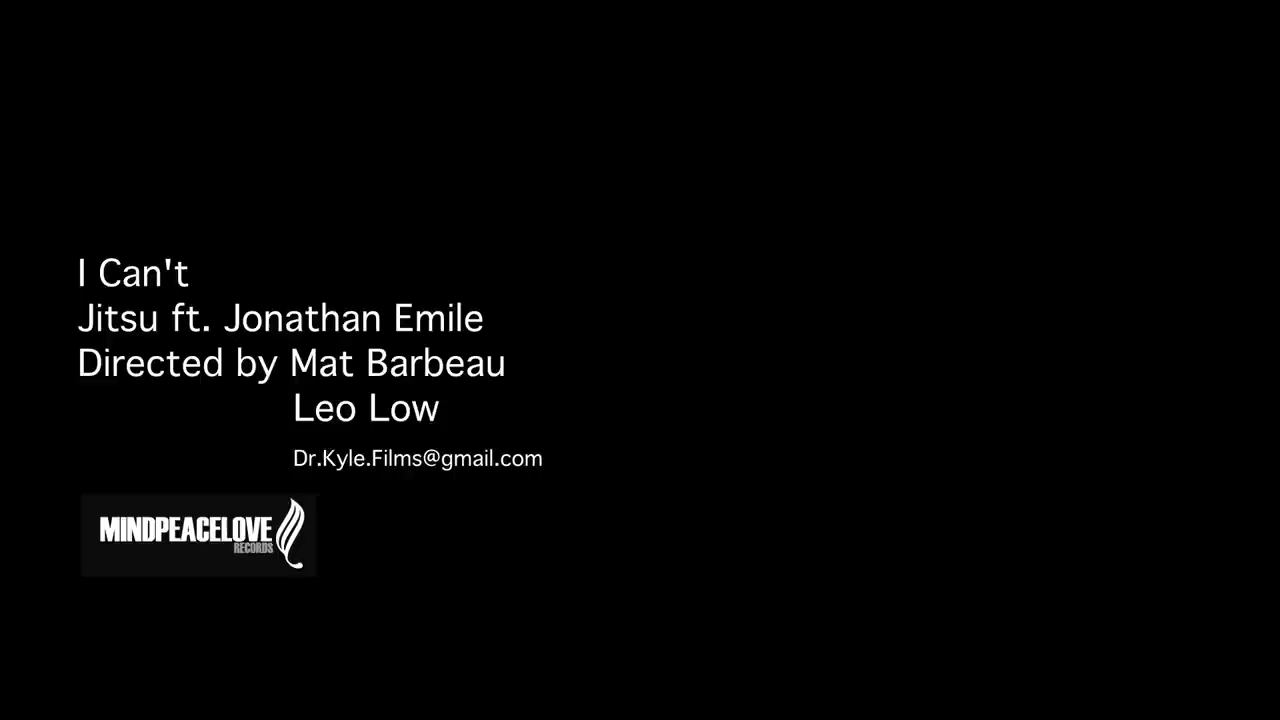 I Can't
Jitsu ft. Jonathan Emile
Directed by Mat Barbeau
Leo Low
Dr.Kyle.Films@gmail.com
MINDPEACELOVE
RECORDS